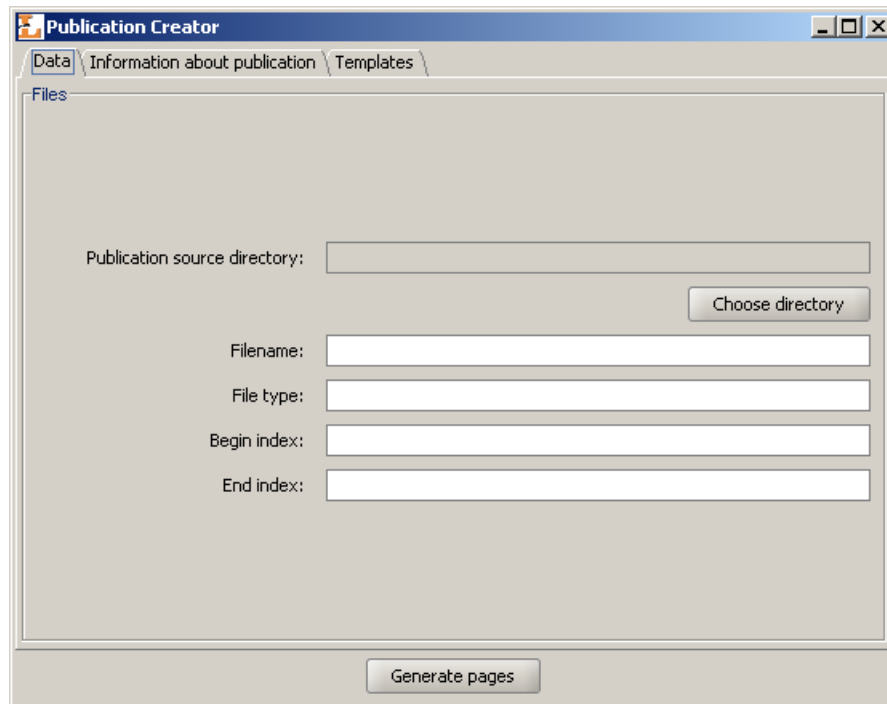 Publication Creator
Data Information about publication Templates
Files
Publication source directory:
Choose directory
Filename:
File type:
Begin index:
End index:
Generate pages